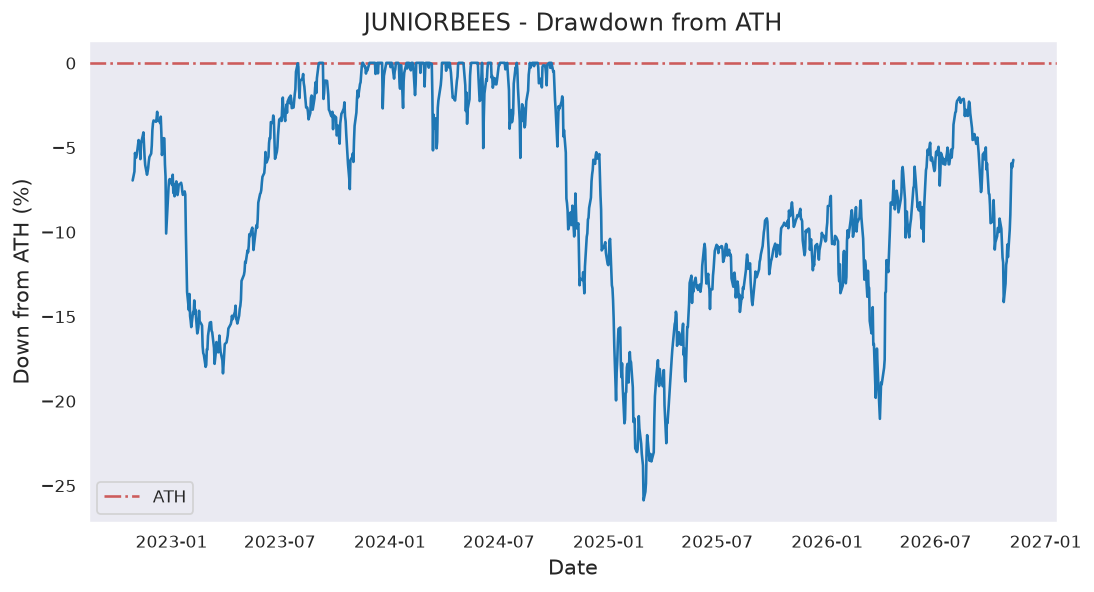 JUNIORBEES - Drawdown from ATH
Down from ATH (%)
0
−5
−10
−15
−20
−25
ATH
2023-01 2023-07 2024-01 2024-07 2025-01 2025-07 2026-01 2026-07 2027-01
Date